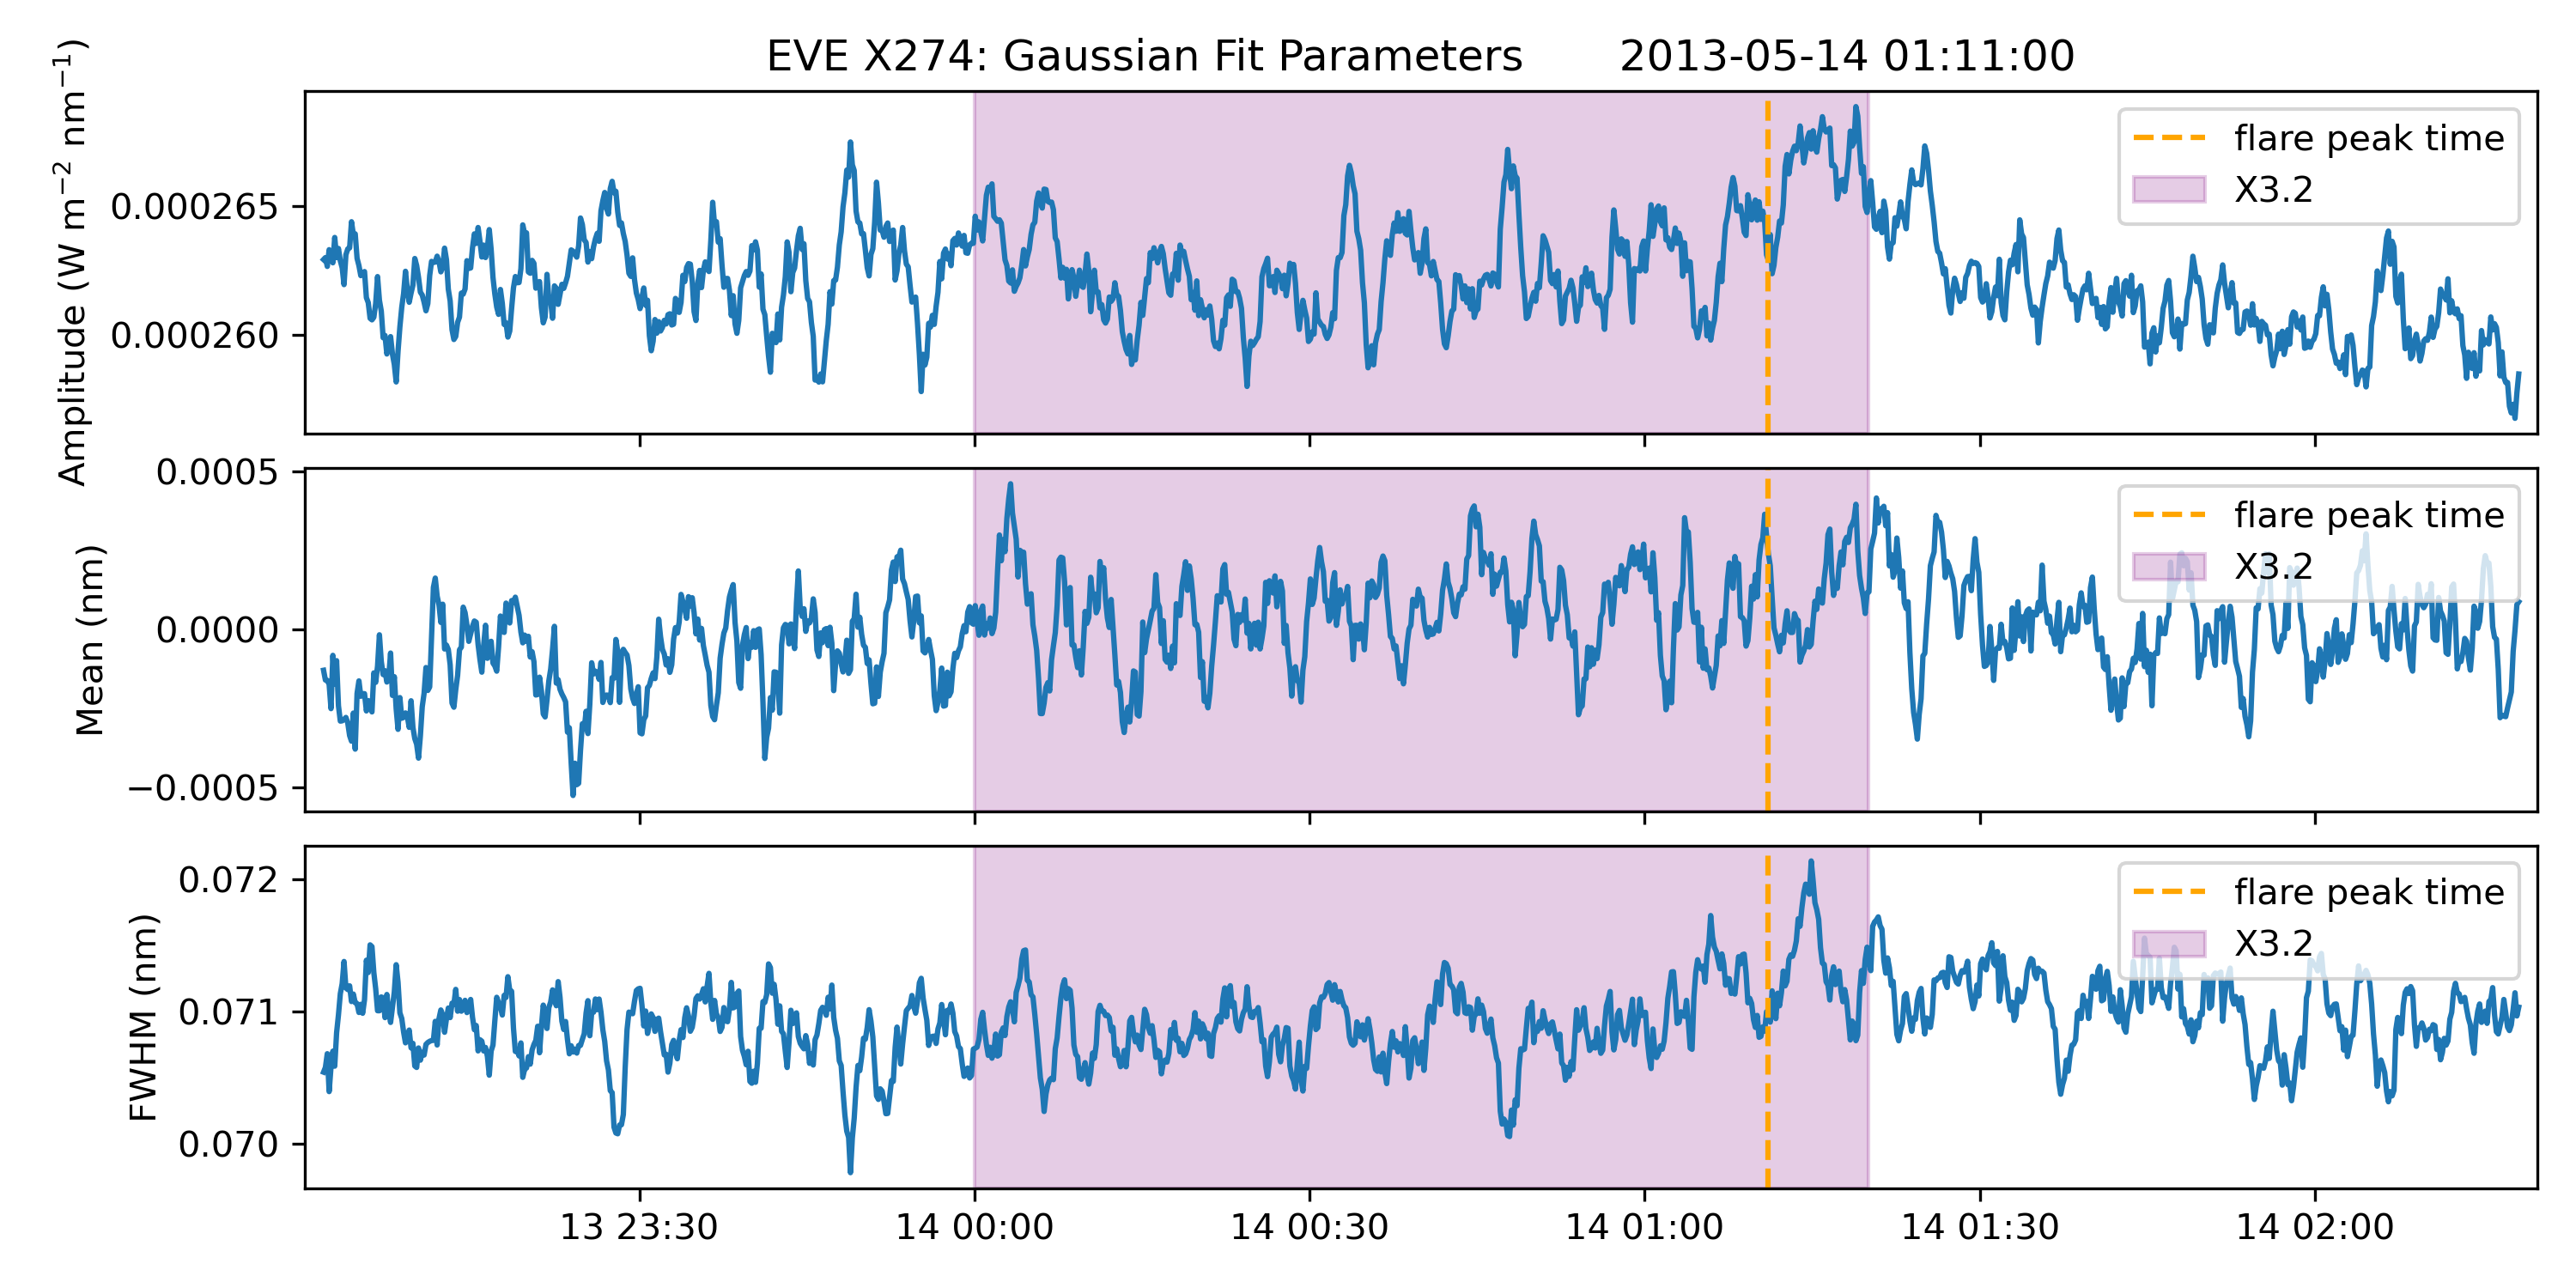 EVE X274: Gaussian Fit Parameters 2013-05-14 01:11:00
Amplitude (W m⁻² nm⁻¹)
0.000265
0.000260
flare peak time
X3.2
Mean (nm)
0.0005
0.0000
−0.0005
flare peak time
X3.2
FWHM (nm)
0.072
0.071
0.070
flare peak time
X3.2
13 23:30 14 00:00 14 00:30 14 01:00 14 01:30 14 02:00